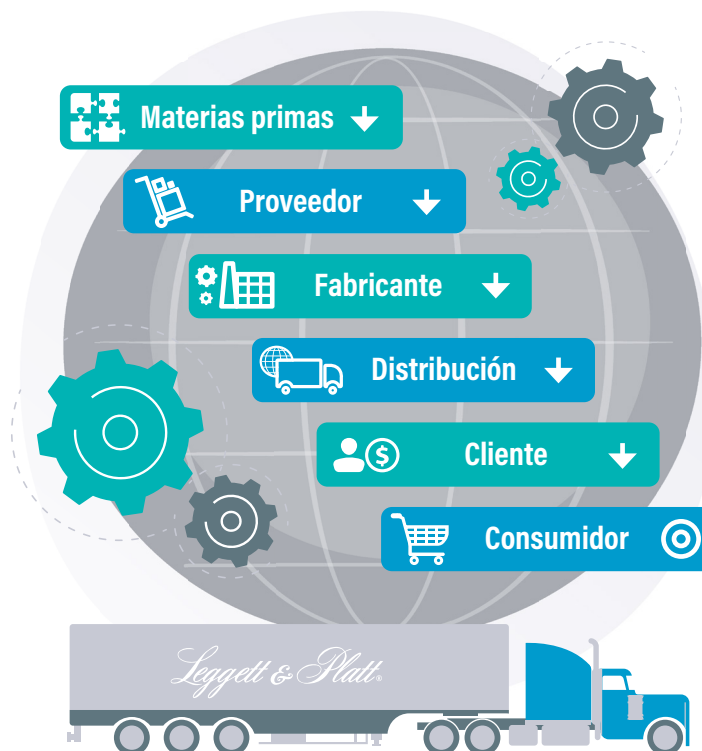 Materias primas
Proveedor
Fabricante
Distribución
$ Cliente
Consumidor
Leggett & Platt®